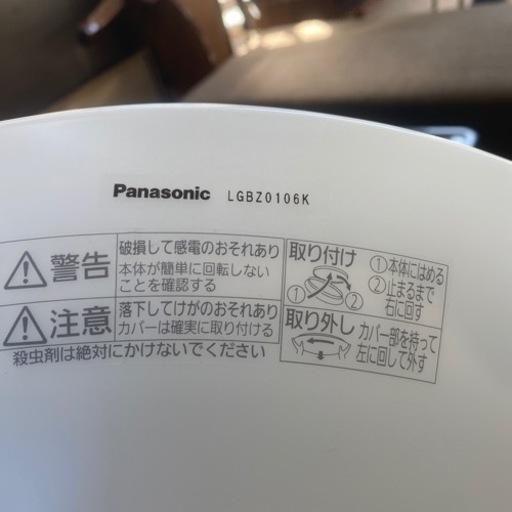 Panasonic LGBZ0106K
警告
破損して感電のおそれあり
本体が簡単に回転しない
ことを確認する
注意
落下してけがのおそれあり
カバーは確実に取り付ける
殺虫剤は絶対にかけないでください
取り付け
① ②
①本体にはめる
②止まるまで
右に回す
取り外し
カバー部を持って
左に回して外す